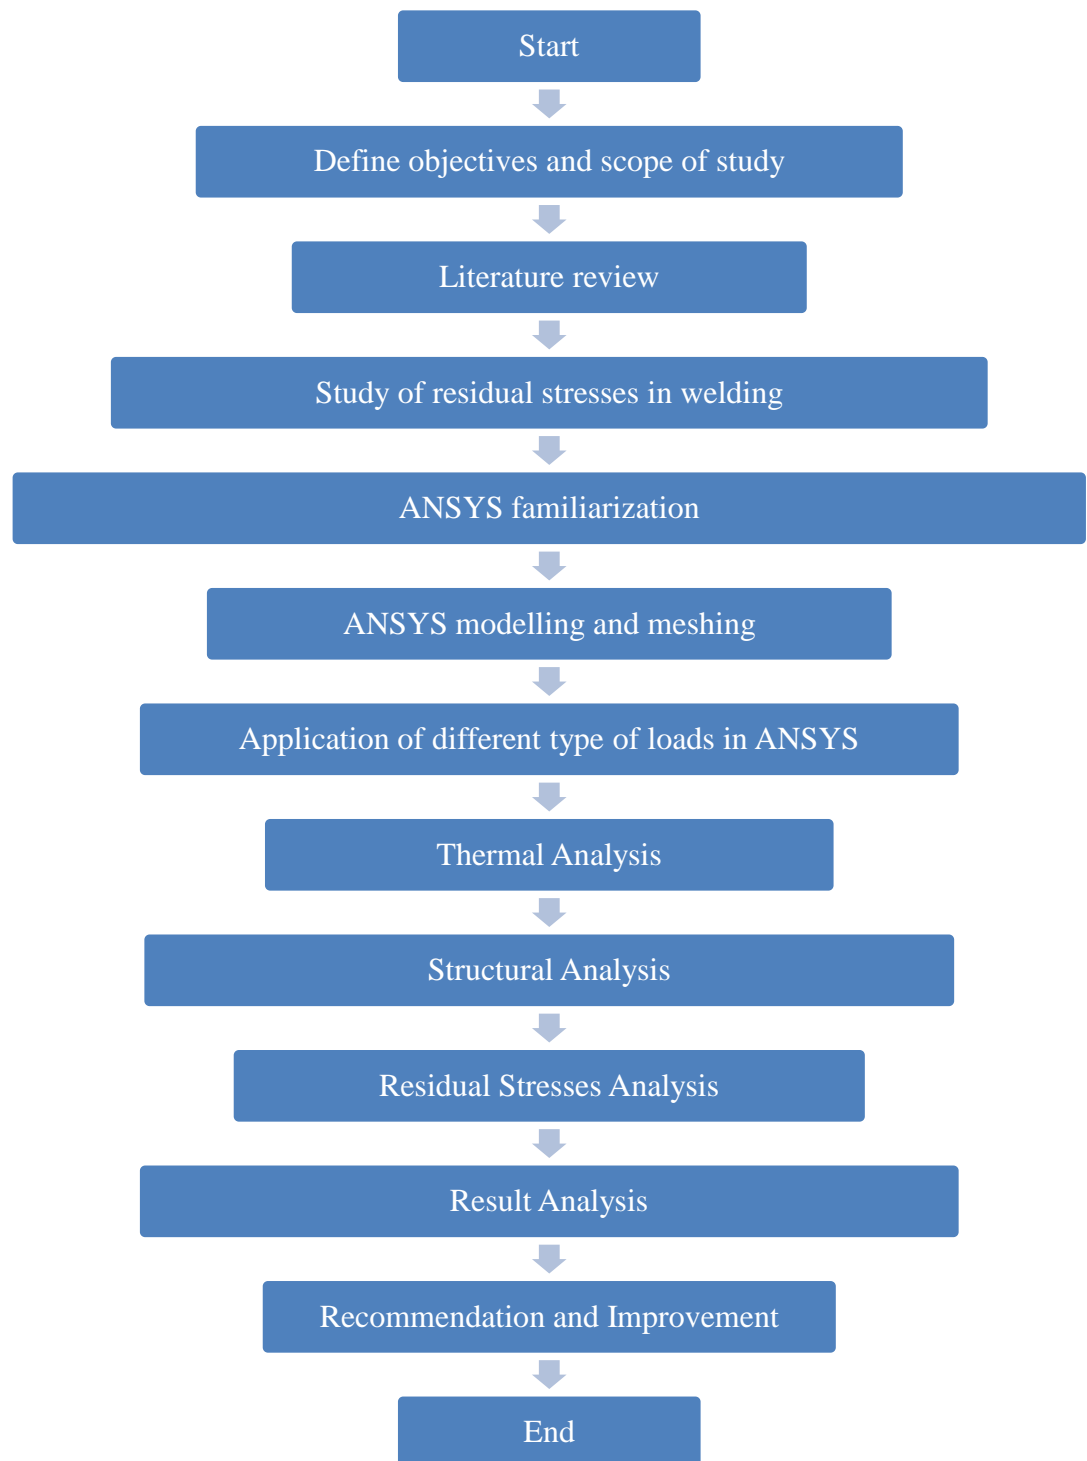 Start
Define objectives and scope of study
Literature review
Study of residual stresses in welding
ANSYS familiarization
ANSYS modelling and meshing
Application of different type of loads in ANSYS
Thermal Analysis
Structural Analysis
Residual Stresses Analysis
Result Analysis
Recommendation and Improvement
End